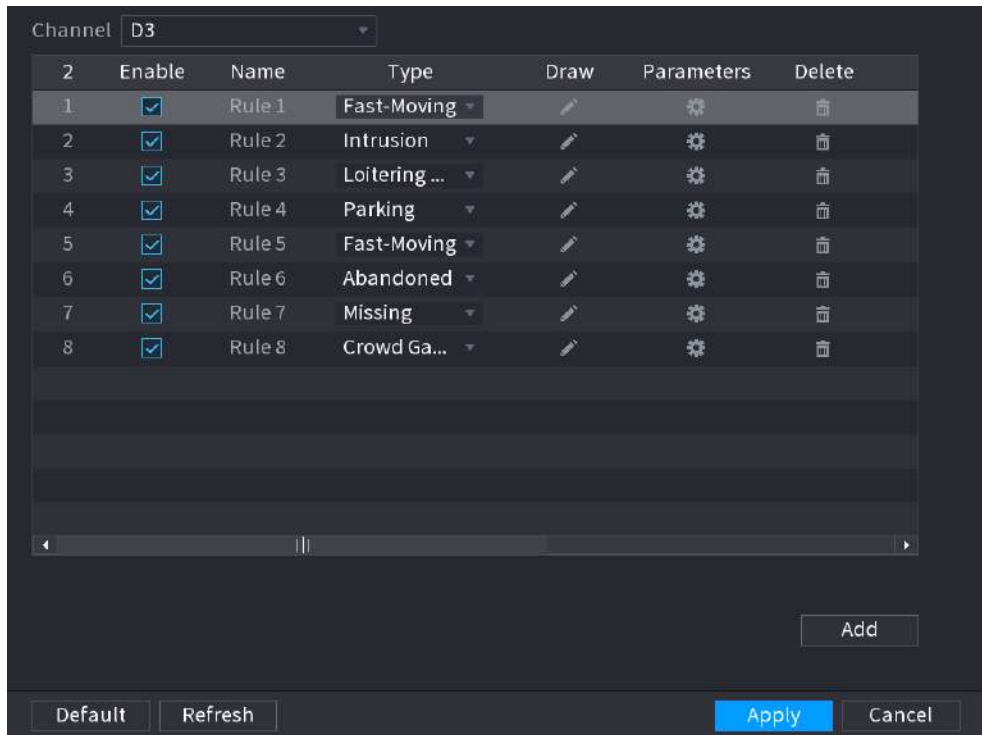 Channel D3
2 Enable Name Type Draw Parameters Delete
1 Rule 1 Fast-Moving
2 Rule 2 Intrusion
3 Rule 3 Loitering ...
4 Rule 4 Parking
5 Rule 5 Fast-Moving
6 Rule 6 Abandoned
7 Rule 7 Missing
8 Rule 8 Crowd Ga...
Add
Default Refresh Apply Cancel